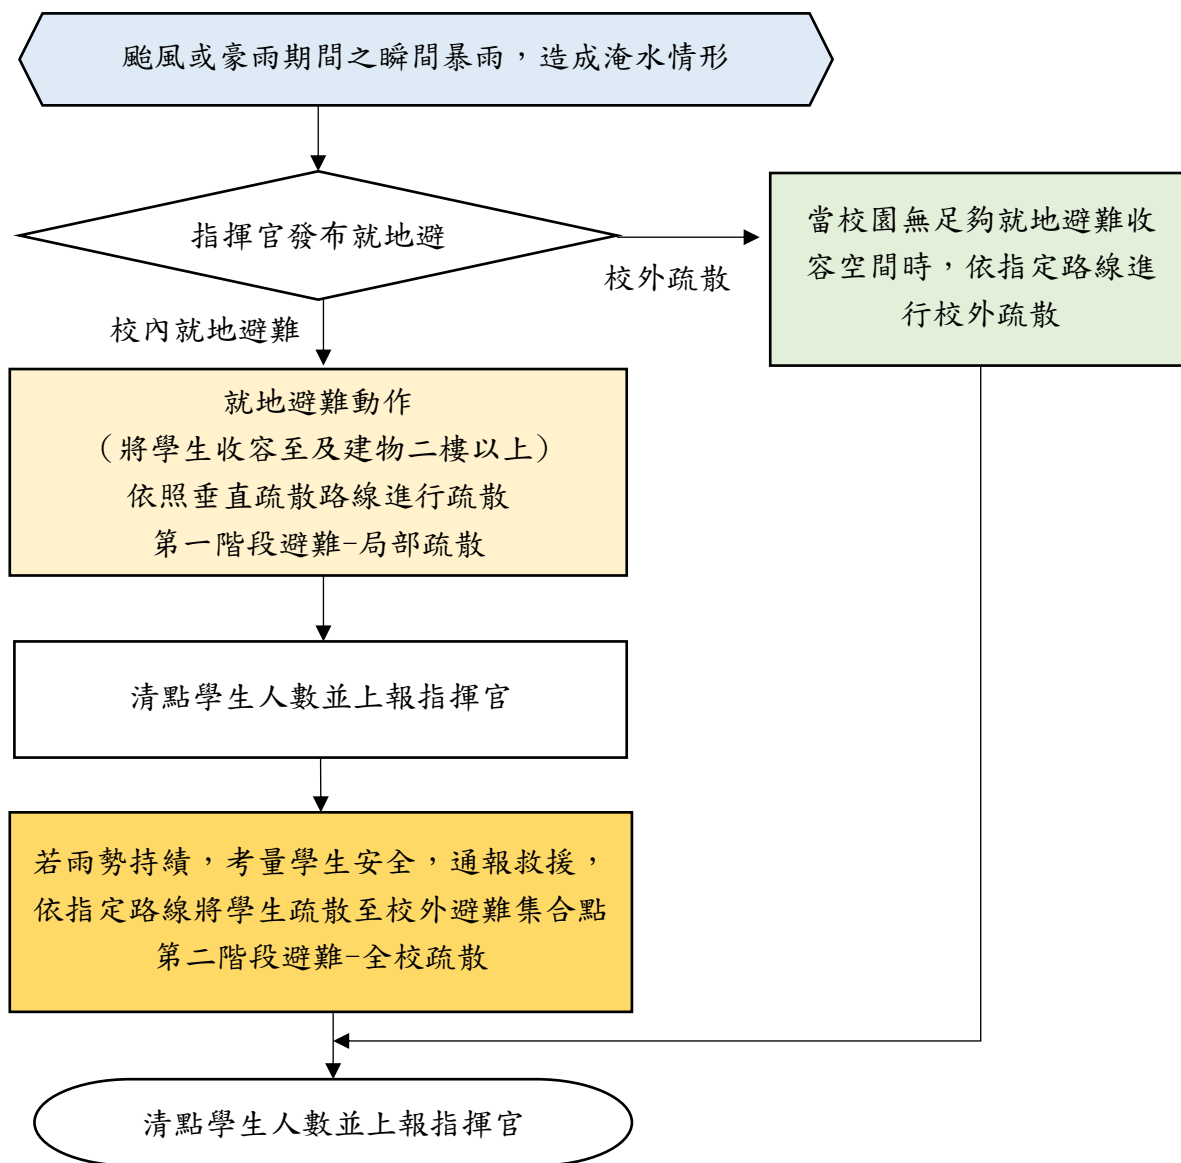 颱風或豪雨期間之瞬間暴雨，造成淹水情形
指揮官發布就地避
校外疏散
當校園無足夠就地避難收
容空間時，依指定路線進
行校外疏散
校內就地避難
就地避難動作
（將學生收容至及建物二樓以上）
依照垂直疏散路線進行疏散
第一階段避難-局部疏散
清點學生人數並上報指揮官
若雨勢持續，考量學生安全，通報救援，
依指定路線將學生疏散至校外避難集合點
第二階段避難-全校疏散
清點學生人數並上報指揮官